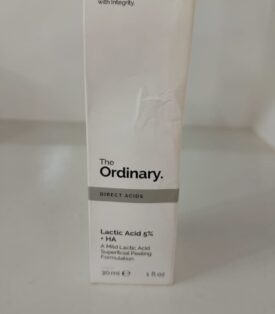 with Integrity.
The
Ordinary.
DIRECT ACIDS
Lactic Acid 5%
+ HA
A Mild Lactic Acid
Superficial Peeling
Formulation
30 ml ℮
1 fl oz